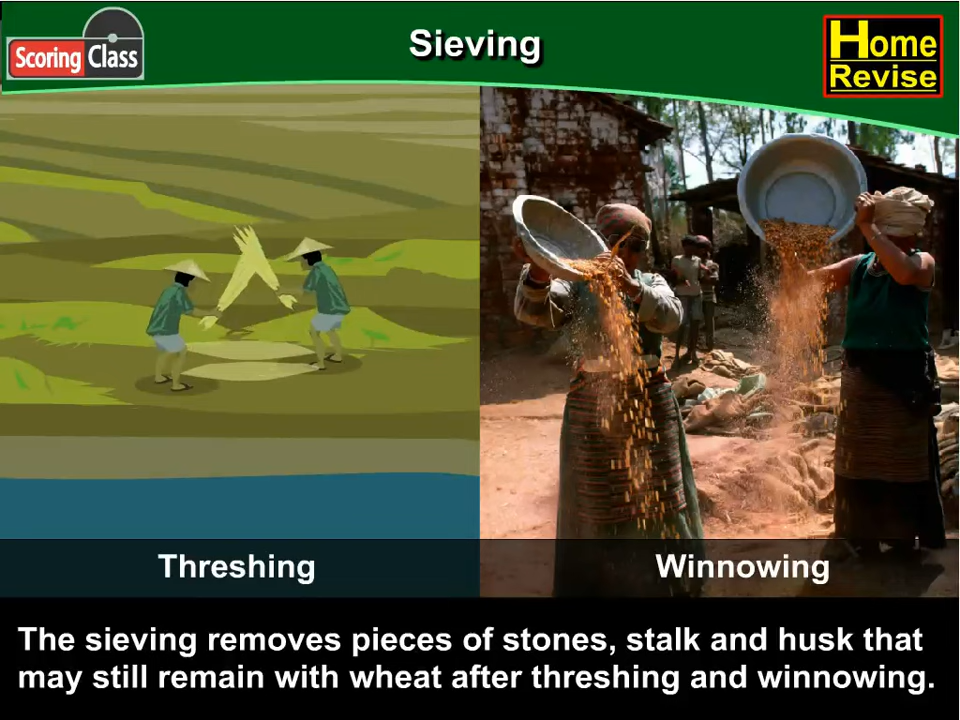 Scoring Class
Sieving
Home
Revise
Threshing
Winnowing
The sieving removes pieces of stones, stalk and husk that
may still remain with wheat after threshing and winnowing.